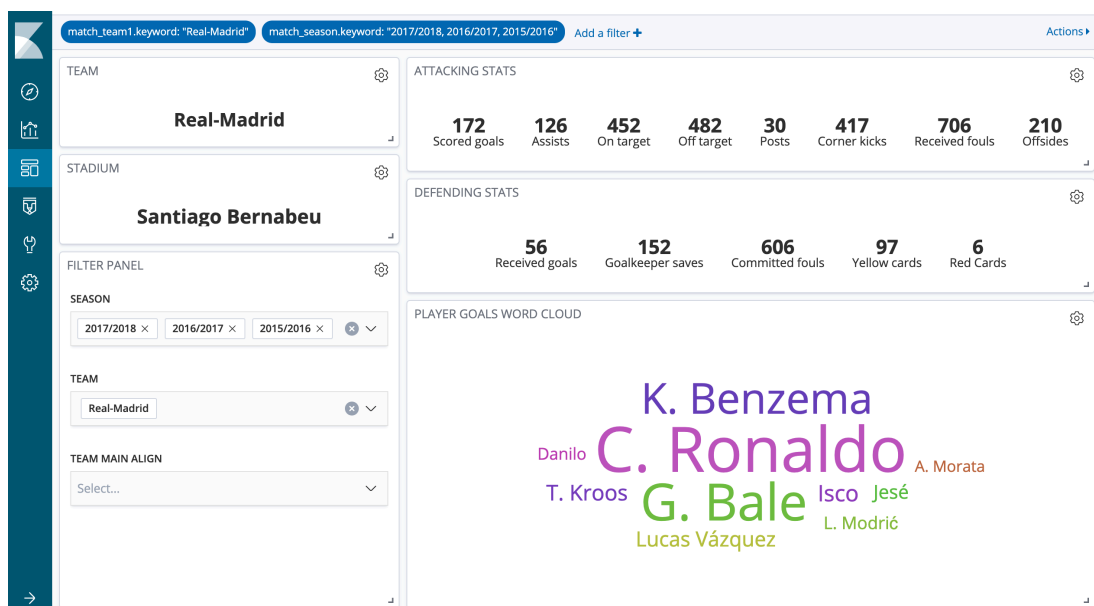 match_team1.keyword: "Real-Madrid" match_season.keyword: "2017/2018, 2016/2017, 2015/2016" Add a filter + Actions
TEAM
Real-Madrid
STADIUM
Santiago Bernabeu
FILTER PANEL
SEASON
2017/2018 × 2016/2017 × 2015/2016 ×
TEAM
Real-Madrid
TEAM MAIN ALIGN
Select...
ATTACKING STATS
172 126 452 482 30 417 706 210
Scored goals Assists On target Off target Posts Corner kicks Received fouls Offsides
DEFENDING STATS
56 152 606 97 6
Received goals Goalkeeper saves Committed fouls Yellow cards Red Cards
PLAYER GOALS WORD CLOUD
K. Benzema
Danilo C. Ronaldo A. Morata
T. Kroos G. Bale Isco Jesé
L. Modrić
Lucas Vázquez